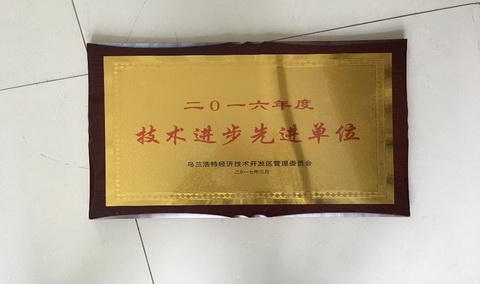 二〇一六年度
技术进步先进单位
乌兰浩特经济技术开发区管理委员会
二〇一七年三月